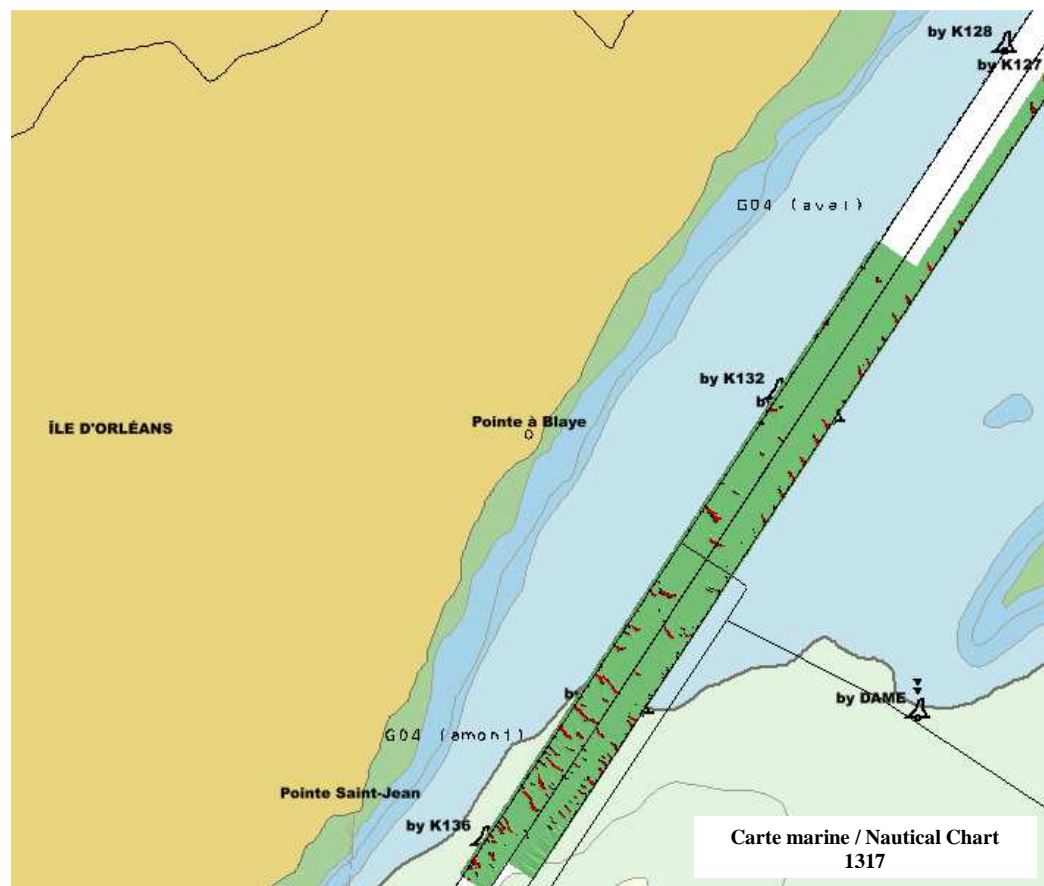 by K128
by K127
G04 (aval)
by K132
b
Pointe à Blaye
ÎLE D'ORLÉANS
b
by DAME
G04 (amont)
Pointe Saint-Jean
by K136
Carte marine / Nautical Chart
1317